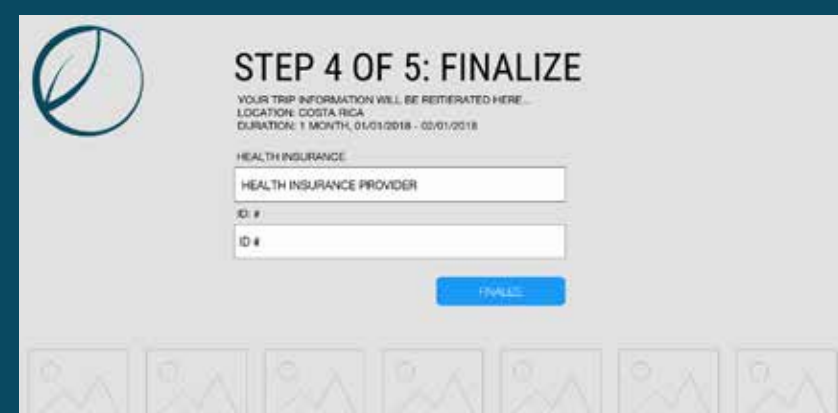 STEP 4 OF 5: FINALIZE
YOUR TRIP INFORMATION WILL BE REITIERATED HERE...
LOCATION: COSTA RICA
DURATION: 1 MONTH, 01/01/2018 - 02/01/2018
HEALTH INSURANCE
HEALTH INSURANCE PROVIDER
ID: #
ID #
FINALIZE